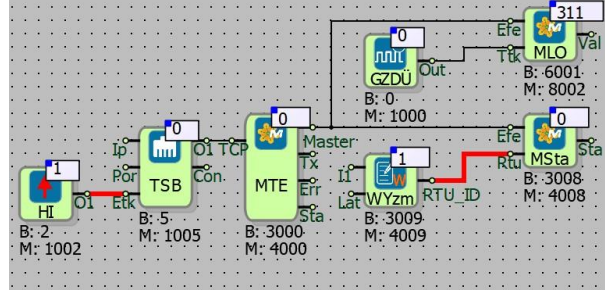 311
Efe
Val
Ttk
MLO
B: 6001
M: 8002
0
Out
GZDÜ
B: 0
M: 1000
0
Ip
O1
TCP
Por
Con
TSB
Etk
B: 5
M: 1005
0
Master
Tx
MTE
Err
Sta
B: 3000
M: 4000
1
O1
HI
B: 2
M: 1002
1
I1
RTU_ID
Lat
WYzm
B: 3009
M: 4009
0
Efe
Sta
Rtu
MSta
B: 3008
M: 4008